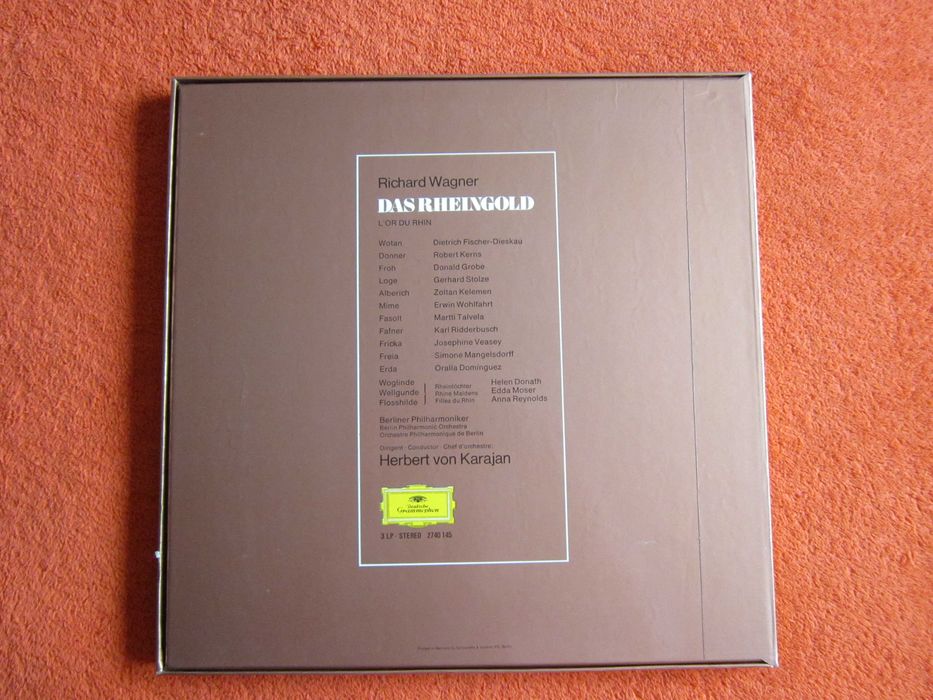 Richard Wagner
DAS RHEINGOLD
L'OR DU RHIN
Wotan Dietrich Fischer-Dieskau
Donner Robert Kerns
Froh Donald Grobe
Loge Gerhard Stolze
Alberich Zoltan Kelemen
Mime Erwin Wohlfahrt
Fasolt Martti Talvela
Fafner Karl Ridderbusch
Fricka Josephine Veasey
Freia Simone Mangelsdorff
Erda Oralia Dominguez
Woglinde Rheintöchter Helen Donath
Wellgunde Rhine Maidens Edda Moser
Flosshilde Filles du Rhin Anna Reynolds
Berliner Philharmoniker
Berlin Philharmonic Orchestra
Orchestre Philharmonique de Berlin
Dirigent · Conductor · Chef d'orchestre:
Herbert von Karajan
Deutsche
Grammophon
3 LP · STEREO 2740 145
Printed in Germany